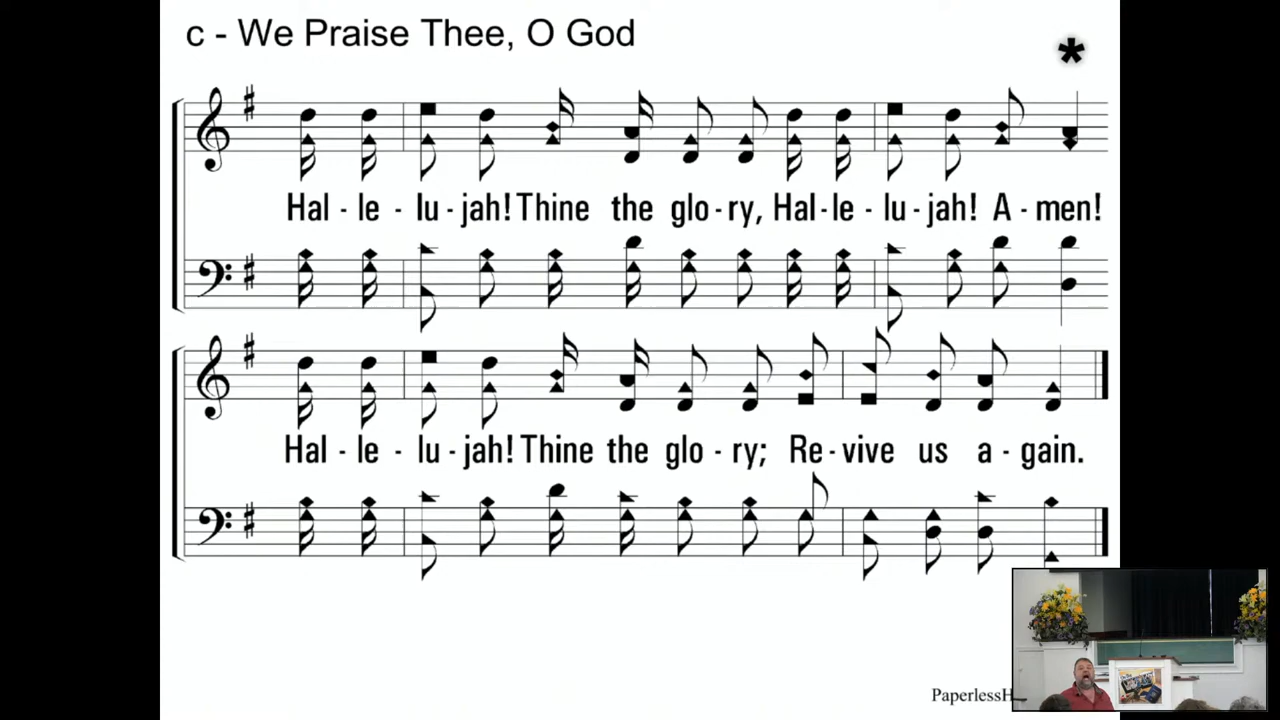 c - We Praise Thee, O God
*
Hal - le - lu - jah! Thine the glo - ry, Hal - le - lu - jah! A - men!
Hal - le - lu - jah! Thine the glo - ry; Re - vive us a - gain.
PaperlessH